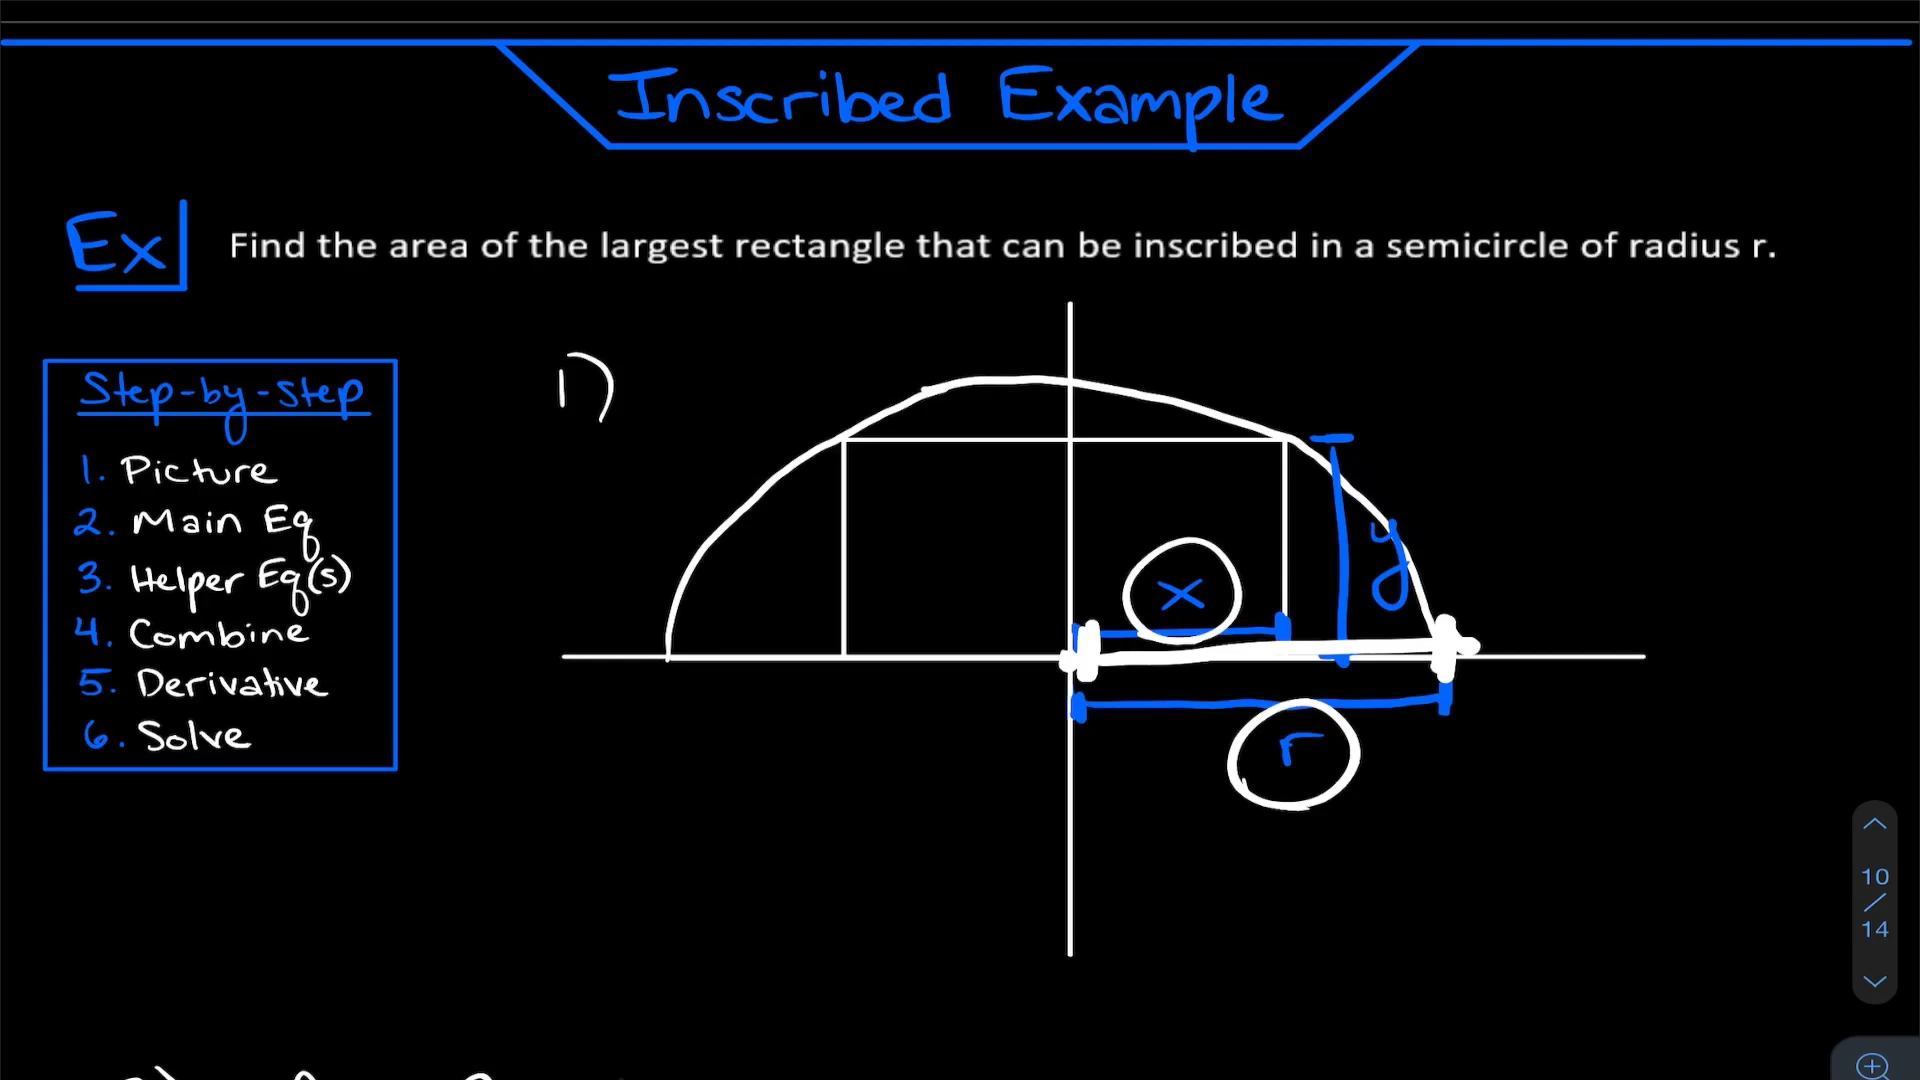 Inscribed Example
Ex
Find the area of the largest rectangle that can be inscribed in a semicircle of radius r.
Step-by-step
1. Picture
2. Main Eq
3. Helper Eq(s)
4. Combine
5. Derivative
6. Solve
1)
x
y
r
10
/
14